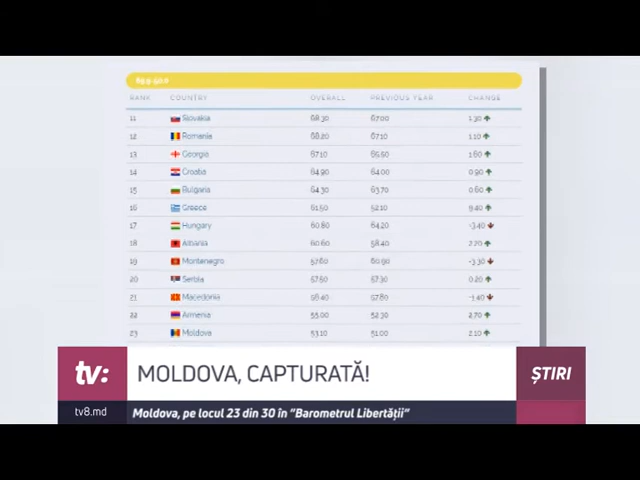 69.9-50.0
RANK COUNTRY OVERALL PREVIOUS YEAR CHANGE
11 Slovakia 68.30 67.00 1.30
12 Romania 68.20 67.10 1.10
13 Georgia 67.10 65.50 1.60
14 Croatia 64.90 64.00 0.90
15 Bulgaria 64.30 63.70 0.60
16 Greece 61.50 52.10 9.40
17 Hungary 60.80 64.20 -3.40
18 Albania 60.60 58.40 2.20
19 Montenegro 57.60 60.90 -3.30
20 Serbia 57.50 57.30 0.20
21 Macedonia 56.40 57.80 -1.40
22 Armenia 55.00 52.30 2.70
23 Moldova 53.10 51.00 2.10
tv: MOLDOVA, CAPTURATĂ! ȘTIRI
tv8.md Moldova, pe locul 23 din 30 în "Barometrul Libertății"